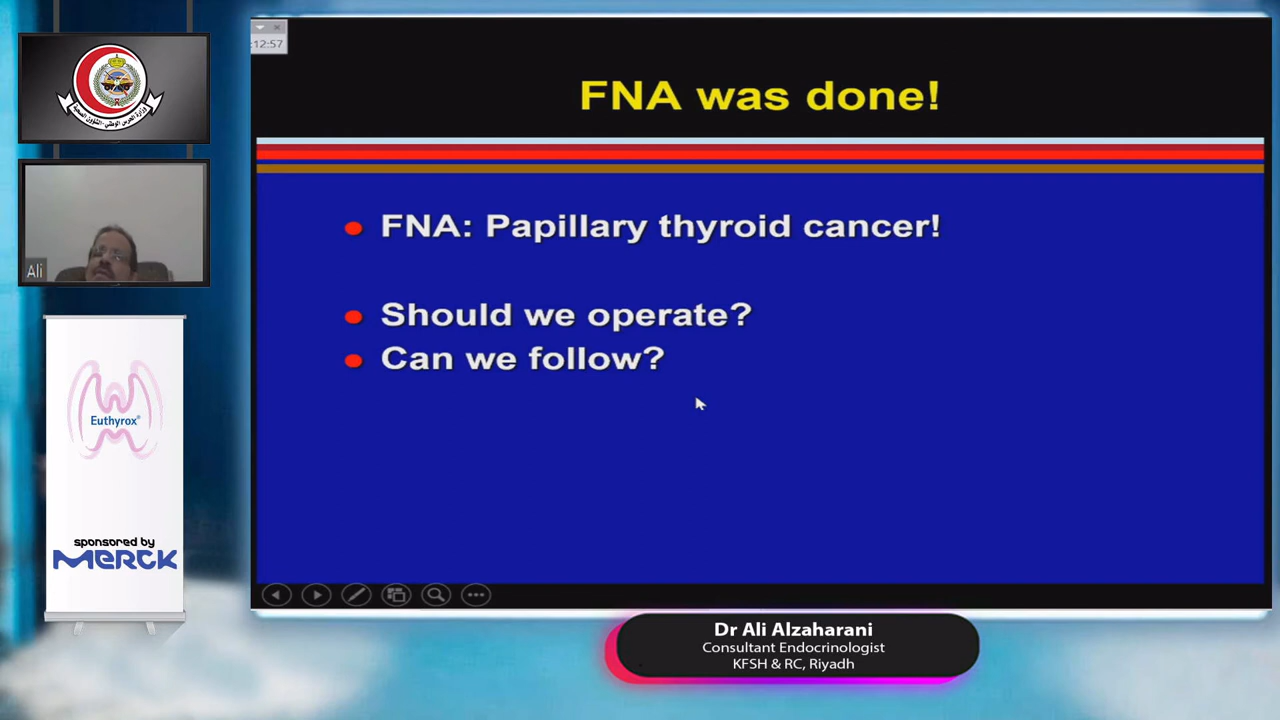 :12:57
FNA was done!
FNA: Papillary thyroid cancer!
Should we operate?
Can we follow?
Ali
Euthyrox®
sponsored by
MERCK
Dr Ali Alzaharani
Consultant Endocrinologist
KFSH & RC, Riyadh